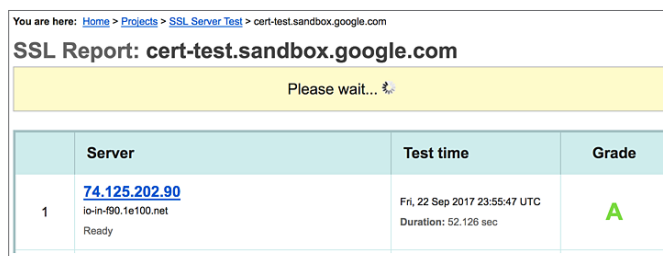 You are here: Home > Projects > SSL Server Test > cert-test.sandbox.google.com
SSL Report: cert-test.sandbox.google.com
Please wait...
Server Test time Grade
1
74.125.202.90
io-in-f90.1e100.net
Ready
Fri, 22 Sep 2017 23:55:47 UTC
Duration: 52.126 sec
A